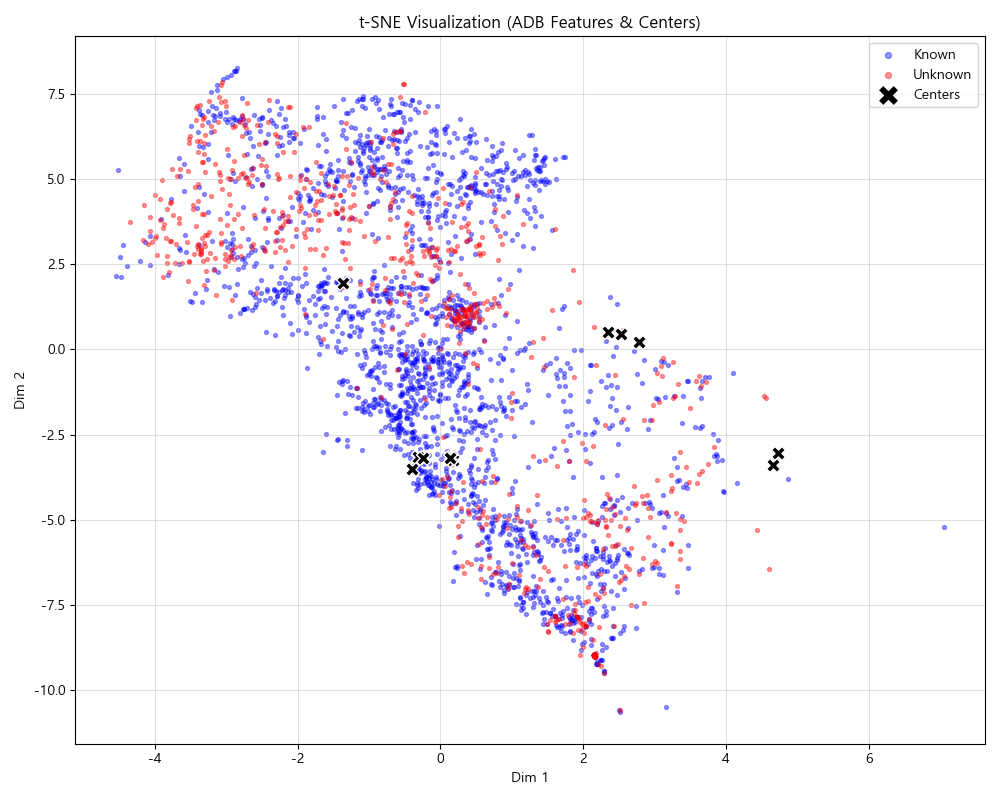 t-SNE Visualization (ADB Features & Centers)
Known
Unknown
Centers
7.5
5.0
2.5
0.0
-2.5
-5.0
-7.5
-10.0
Dim 2
-4 -2 0 2 4 6
Dim 1